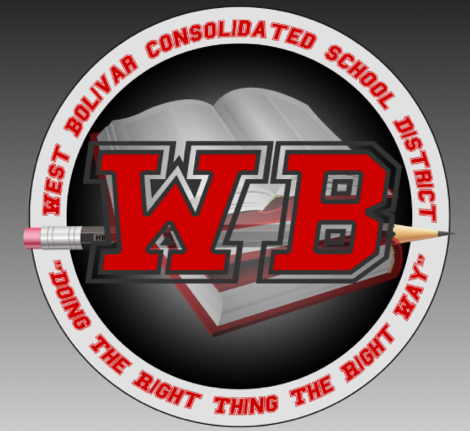 WEST BOLIVAR CONSOLIDATED SCHOOL DISTRICT
WB
"DOING THE RIGHT THING THE RIGHT WAY"